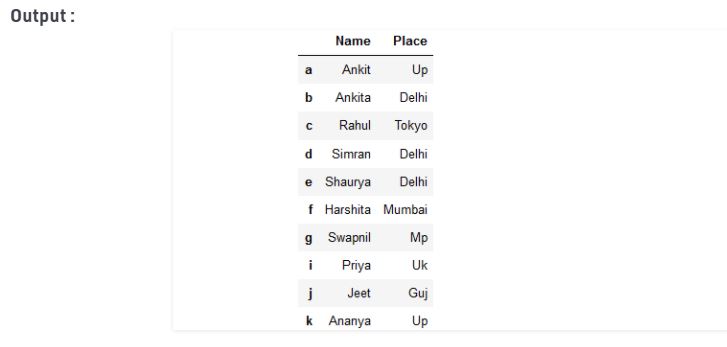 Output :
Name Place
a Ankit Up
b Ankita Delhi
c Rahul Tokyo
d Simran Delhi
e Shaurya Delhi
f Harshita Mumbai
g Swapnil Mp
i Priya Uk
j Jeet Guj
k Ananya Up